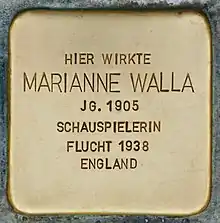 HIER WIRKTE
MARIANNE WALLA
JG. 1905
SCHAUSPIELERIN
FLUCHT 1938
ENGLAND